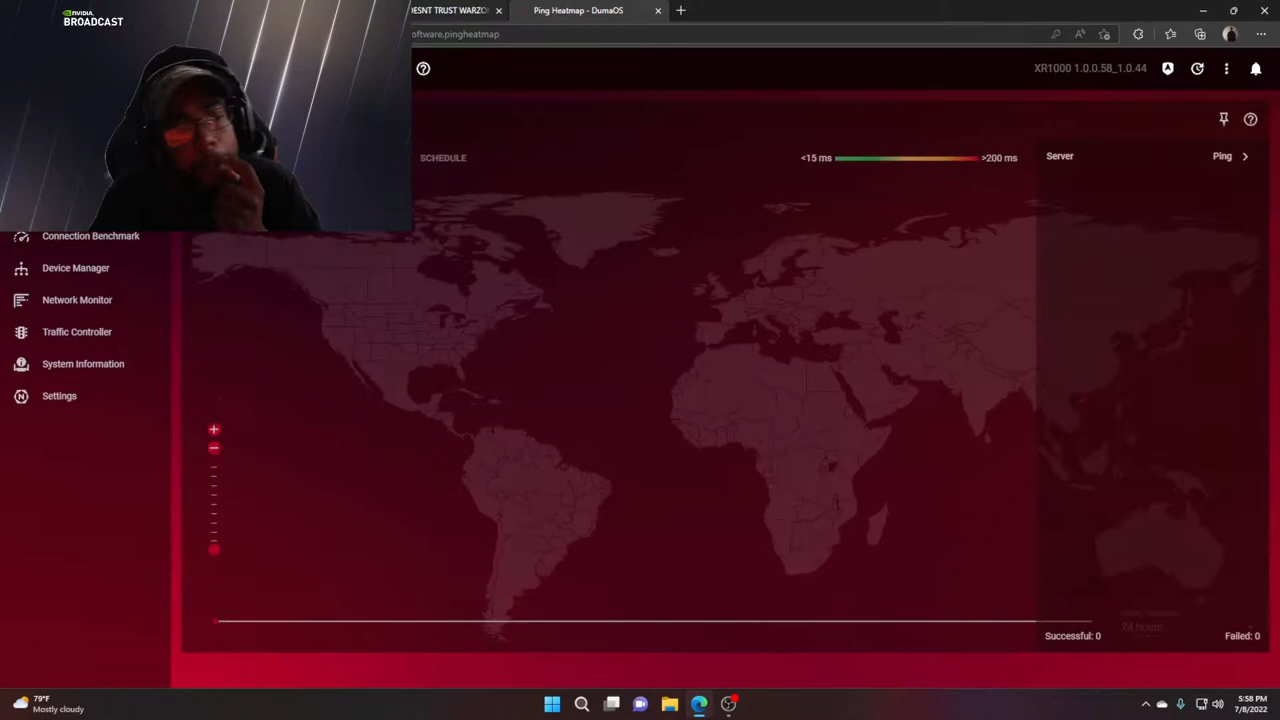 NVIDIA.
BROADCAST
DESNT TRUST WARZO
Ping Heatmap - DumaOS
oftware.pingheatmap
XR1000 1.0.0.58_1.0.44
SCHEDULE
<15 ms
>200 ms
Server
Ping
Connection Benchmark
Device Manager
Network Monitor
Traffic Controller
System Information
Settings
24 hours
Successful: 0
Failed: 0
79°F
Mostly cloudy
5:58 PM
7/8/2022